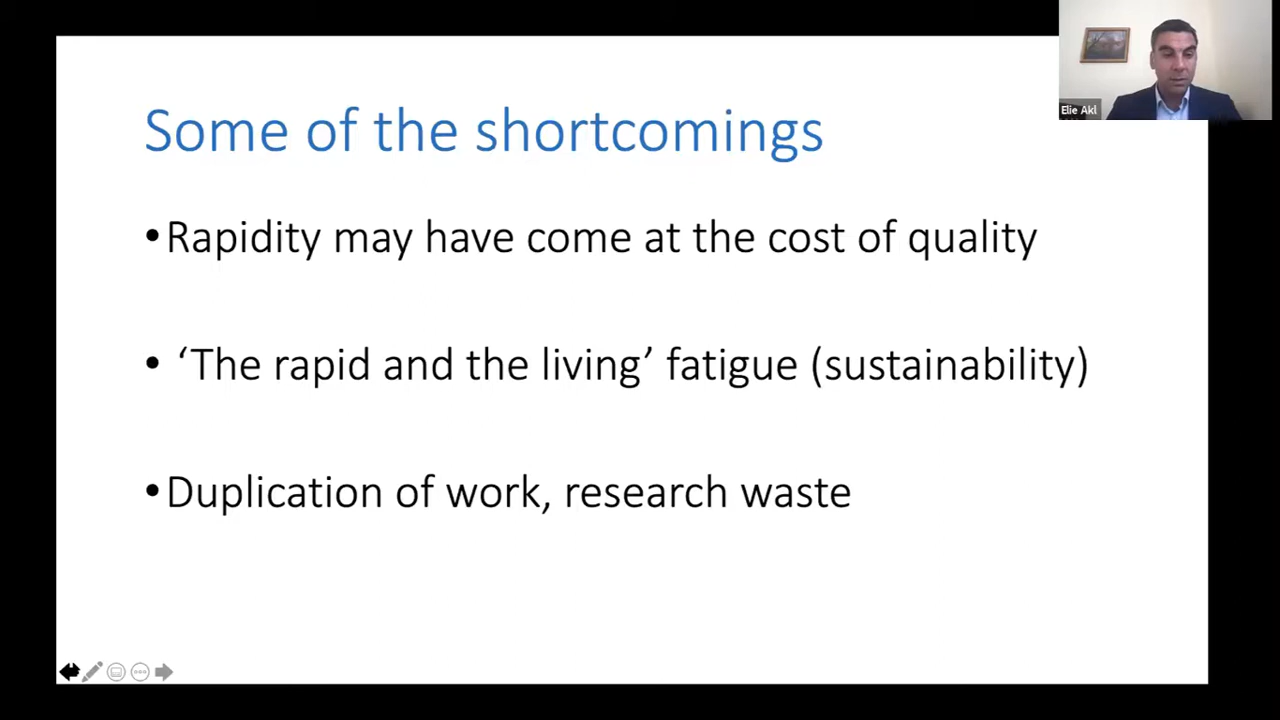 Elie Akl
Some of the shortcomings
•Rapidity may have come at the cost of quality
• ‘The rapid and the living’ fatigue (sustainability)
•Duplication of work, research waste